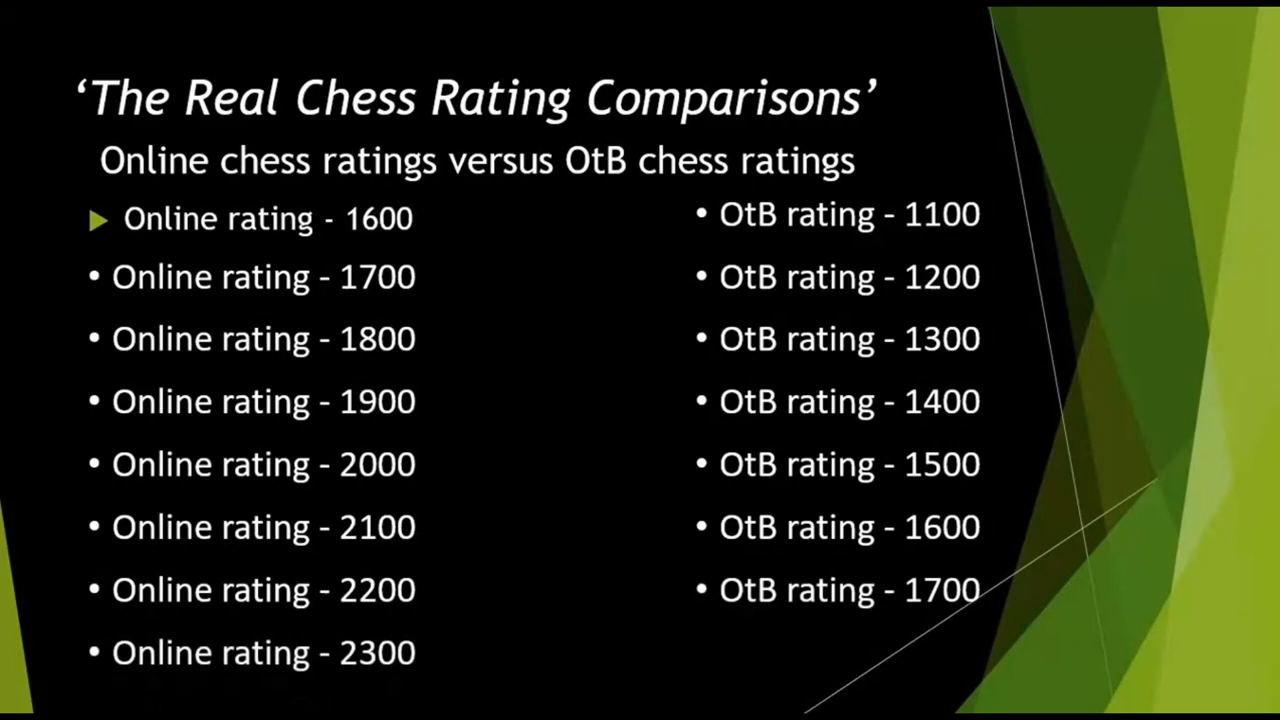 ‘The Real Chess Rating Comparisons’
Online chess ratings versus OtB chess ratings
Online rating - 1600
• Online rating - 1700
• Online rating - 1800
• Online rating - 1900
• Online rating - 2000
• Online rating - 2100
• Online rating - 2200
• Online rating - 2300
• OtB rating - 1100
• OtB rating - 1200
• OtB rating - 1300
• OtB rating - 1400
• OtB rating - 1500
• OtB rating - 1600
• OtB rating - 1700